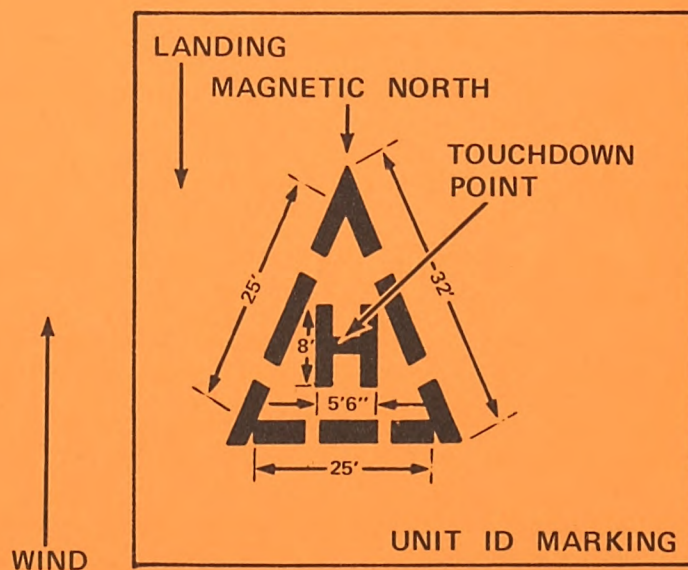 LANDING
MAGNETIC NORTH
TOUCHDOWN
POINT
25'
32'
8'
H
5'6"
25'
UNIT ID MARKING
WIND